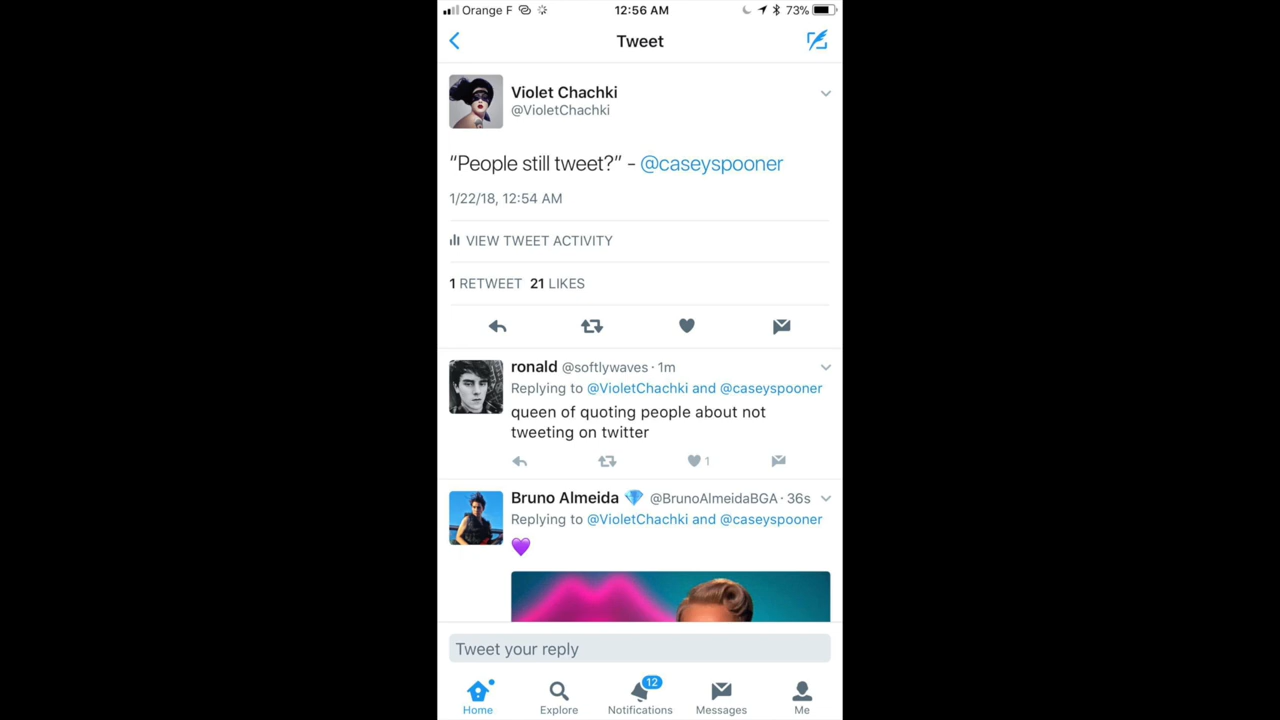 Orange F 12:56 AM 73%
Tweet
Violet Chachki
@VioletChachki
“People still tweet?” - @caseyspooner
1/22/18, 12:54 AM
VIEW TWEET ACTIVITY
1 RETWEET 21 LIKES
ronald @softlywaves · 1m
Replying to @VioletChachki and @caseyspooner
queen of quoting people about not
tweeting on twitter
1
Bruno Almeida 💎 @BrunoAlmeidaBGA · 36s
Replying to @VioletChachki and @caseyspooner
💜
Tweet your reply
12
Home Explore Notifications Messages Me